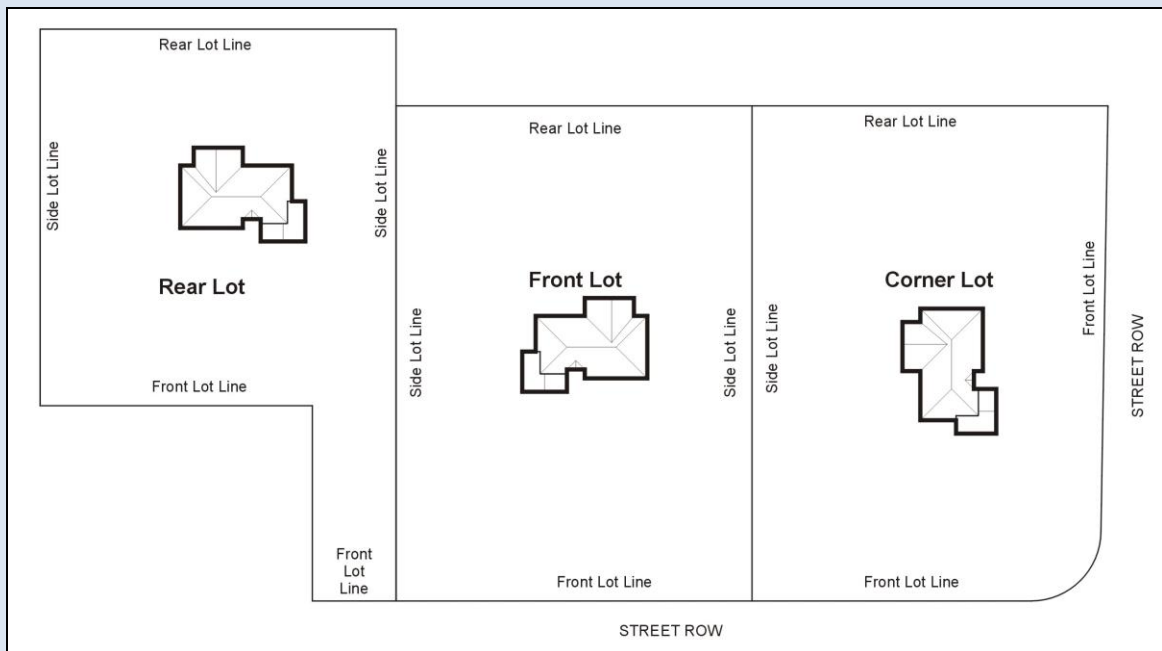 Rear Lot Line
Side Lot Line
Side Lot Line
Rear Lot
Front Lot Line
Front
Lot
Line
Rear Lot Line
Front Lot
Side Lot Line
Side Lot Line
Front Lot Line
Rear Lot Line
Corner Lot
Side Lot Line
Front Lot Line
Front Lot Line
STREET ROW
STREET ROW